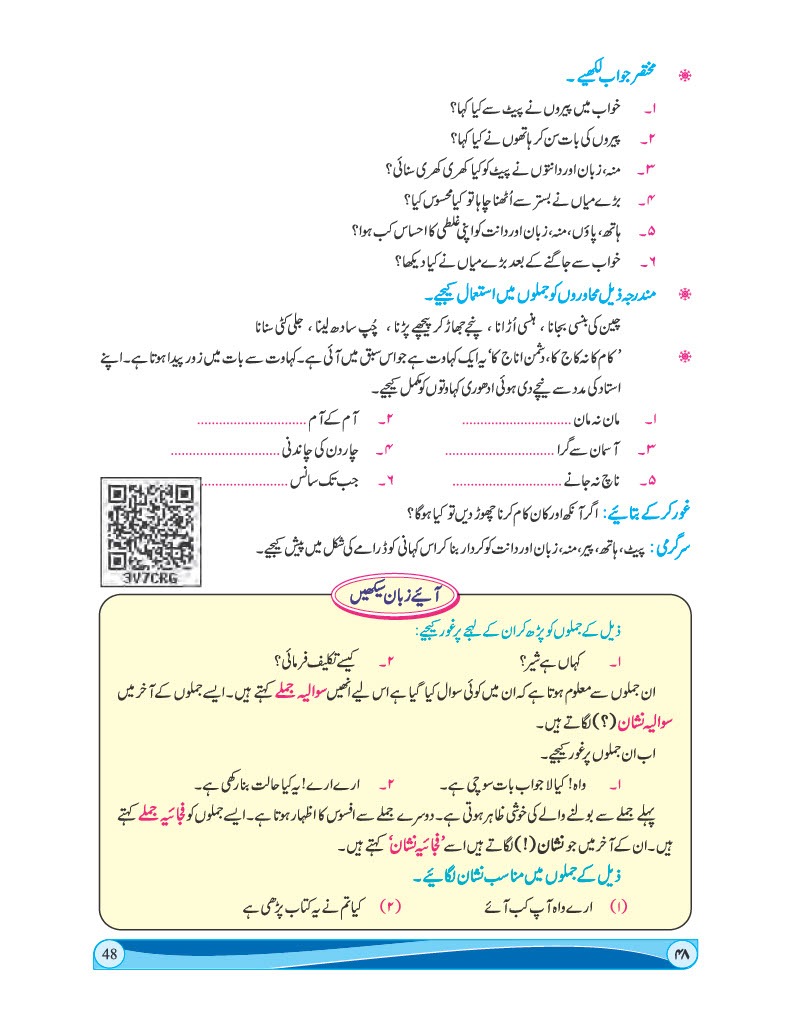 مختصر جواب لکھیے ۔
۱۔ خواب میں پیروں نے پیٹ سے کیا کہا؟
۲۔ پیروں کی بات سن کر ہاتھوں نے کیا کہا؟
۳۔ منہ، زبان اور دانتوں نے پیٹ کو کیا کھری کھری سنائی؟
۴۔ بڑے میاں نے بستر سے اُٹھنا چاہا تو کیا محسوس کیا؟
۵۔ ہاتھ، پاؤں، منہ، زبان اور دانت کو اپنی غلطی کا احساس کب ہوا؟
۶۔ خواب سے جاگنے کے بعد بڑے میاں نے کیا دیکھا؟
مندرجہ ذیل محاوروں کو جملوں میں استعمال کیجیے۔
چین کی بنسی بجانا ، ہنسی اُڑانا ، پنجے جھاڑ کر پیچھے پڑنا ، چُپ سادھ لینا ، جلی کٹی سنانا
' کام کا نہ کاج کا، دشمن اناج کا' یہ ایک کہاوت ہے جو اس سبق میں آئی ہے۔ کہاوت سے بات میں زور پیدا ہوتا ہے۔ اپنے
استاد کی مدد سے نیچے دی ہوئی ادھوری کہاوتوں کو مکمل کیجیے۔
۱۔ مان نہ مان .............................. ۲۔ آم کے آم ..............................
۳۔ آسمان سے گرا .............................. ۴۔ چار دن کی چاندنی ..............................
۵۔ ناچ نہ جانے .............................. ۶۔ جب تک سانس ..............................
غور کر کے بتائیے : اگر آنکھ اور کان کام کرنا چھوڑ دیں تو کیا ہوگا؟
سرگرمی : پیٹ، ہاتھ، پیر، منہ، زبان اور دانت کو کردار بنا کر اس کہانی کو ڈرامے کی شکل میں پیش کیجیے۔
3V7CRG
آئیے زبان سیکھیں
ذیل کے جملوں کو پڑھ کر ان کے لہجے پر غور کیجیے :
۱۔ کہاں ہے شیر؟ ۲۔ کیسے تکلیف فرمائی؟
ان جملوں سے معلوم ہوتا ہے کہ ان میں کوئی سوال کیا گیا ہے اس لیے انھیں سوالیہ جملے کہتے ہیں۔ ایسے جملوں کے آخر میں
سوالیہ نشان (؟) لگاتے ہیں۔
اب ان جملوں پر غور کیجیے۔
۱۔ واہ! کیا لاجواب بات سوچی ہے۔ ۲۔ ارے ارے! یہ کیا حالت بنا رکھی ہے۔
پہلے جملے سے بولنے والے کی خوشی ظاہر ہوتی ہے۔ دوسرے جملے سے افسوس کا اظہار ہوتا ہے۔ ایسے جملوں کو فجائیہ جملے کہتے
ہیں۔ ان کے آخر میں جو نشان (!) لگاتے ہیں اسے 'فجائیہ نشان' کہتے ہیں۔
ذیل کے جملوں میں مناسب نشان لگائیے ۔
(۱) ارے واہ آپ کب آئے (۲) کیا تم نے یہ کتاب پڑھی ہے
48 ۴۸